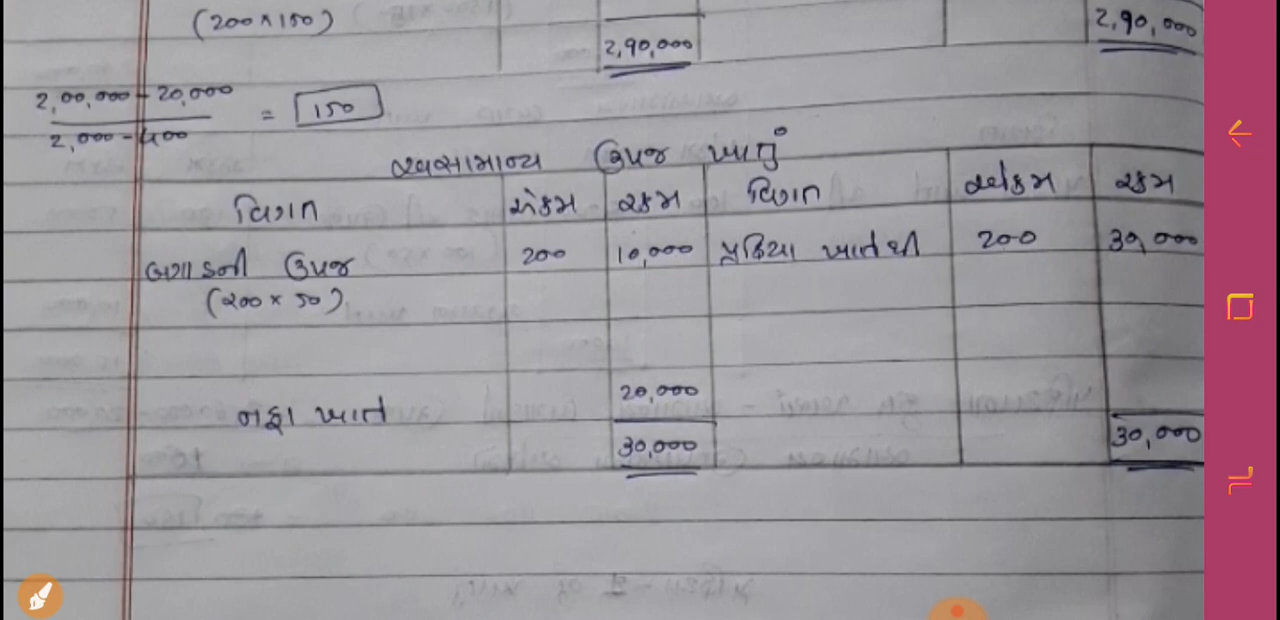 (200×150)
2,90,000 2,90,000
2,00,000 - 20,000
2,000 - 400 = 150
અસામાન્ય ઉપજ ખાતું
વિગત એકમ રકમ વિગત એકમ રકમ
બગાડની ઉપજ 200 10,000 પ્રક્રિયા ખાતેથી 200 30,000
(200 × 50)
નફા ખાતે 20,000
30,000 30,000